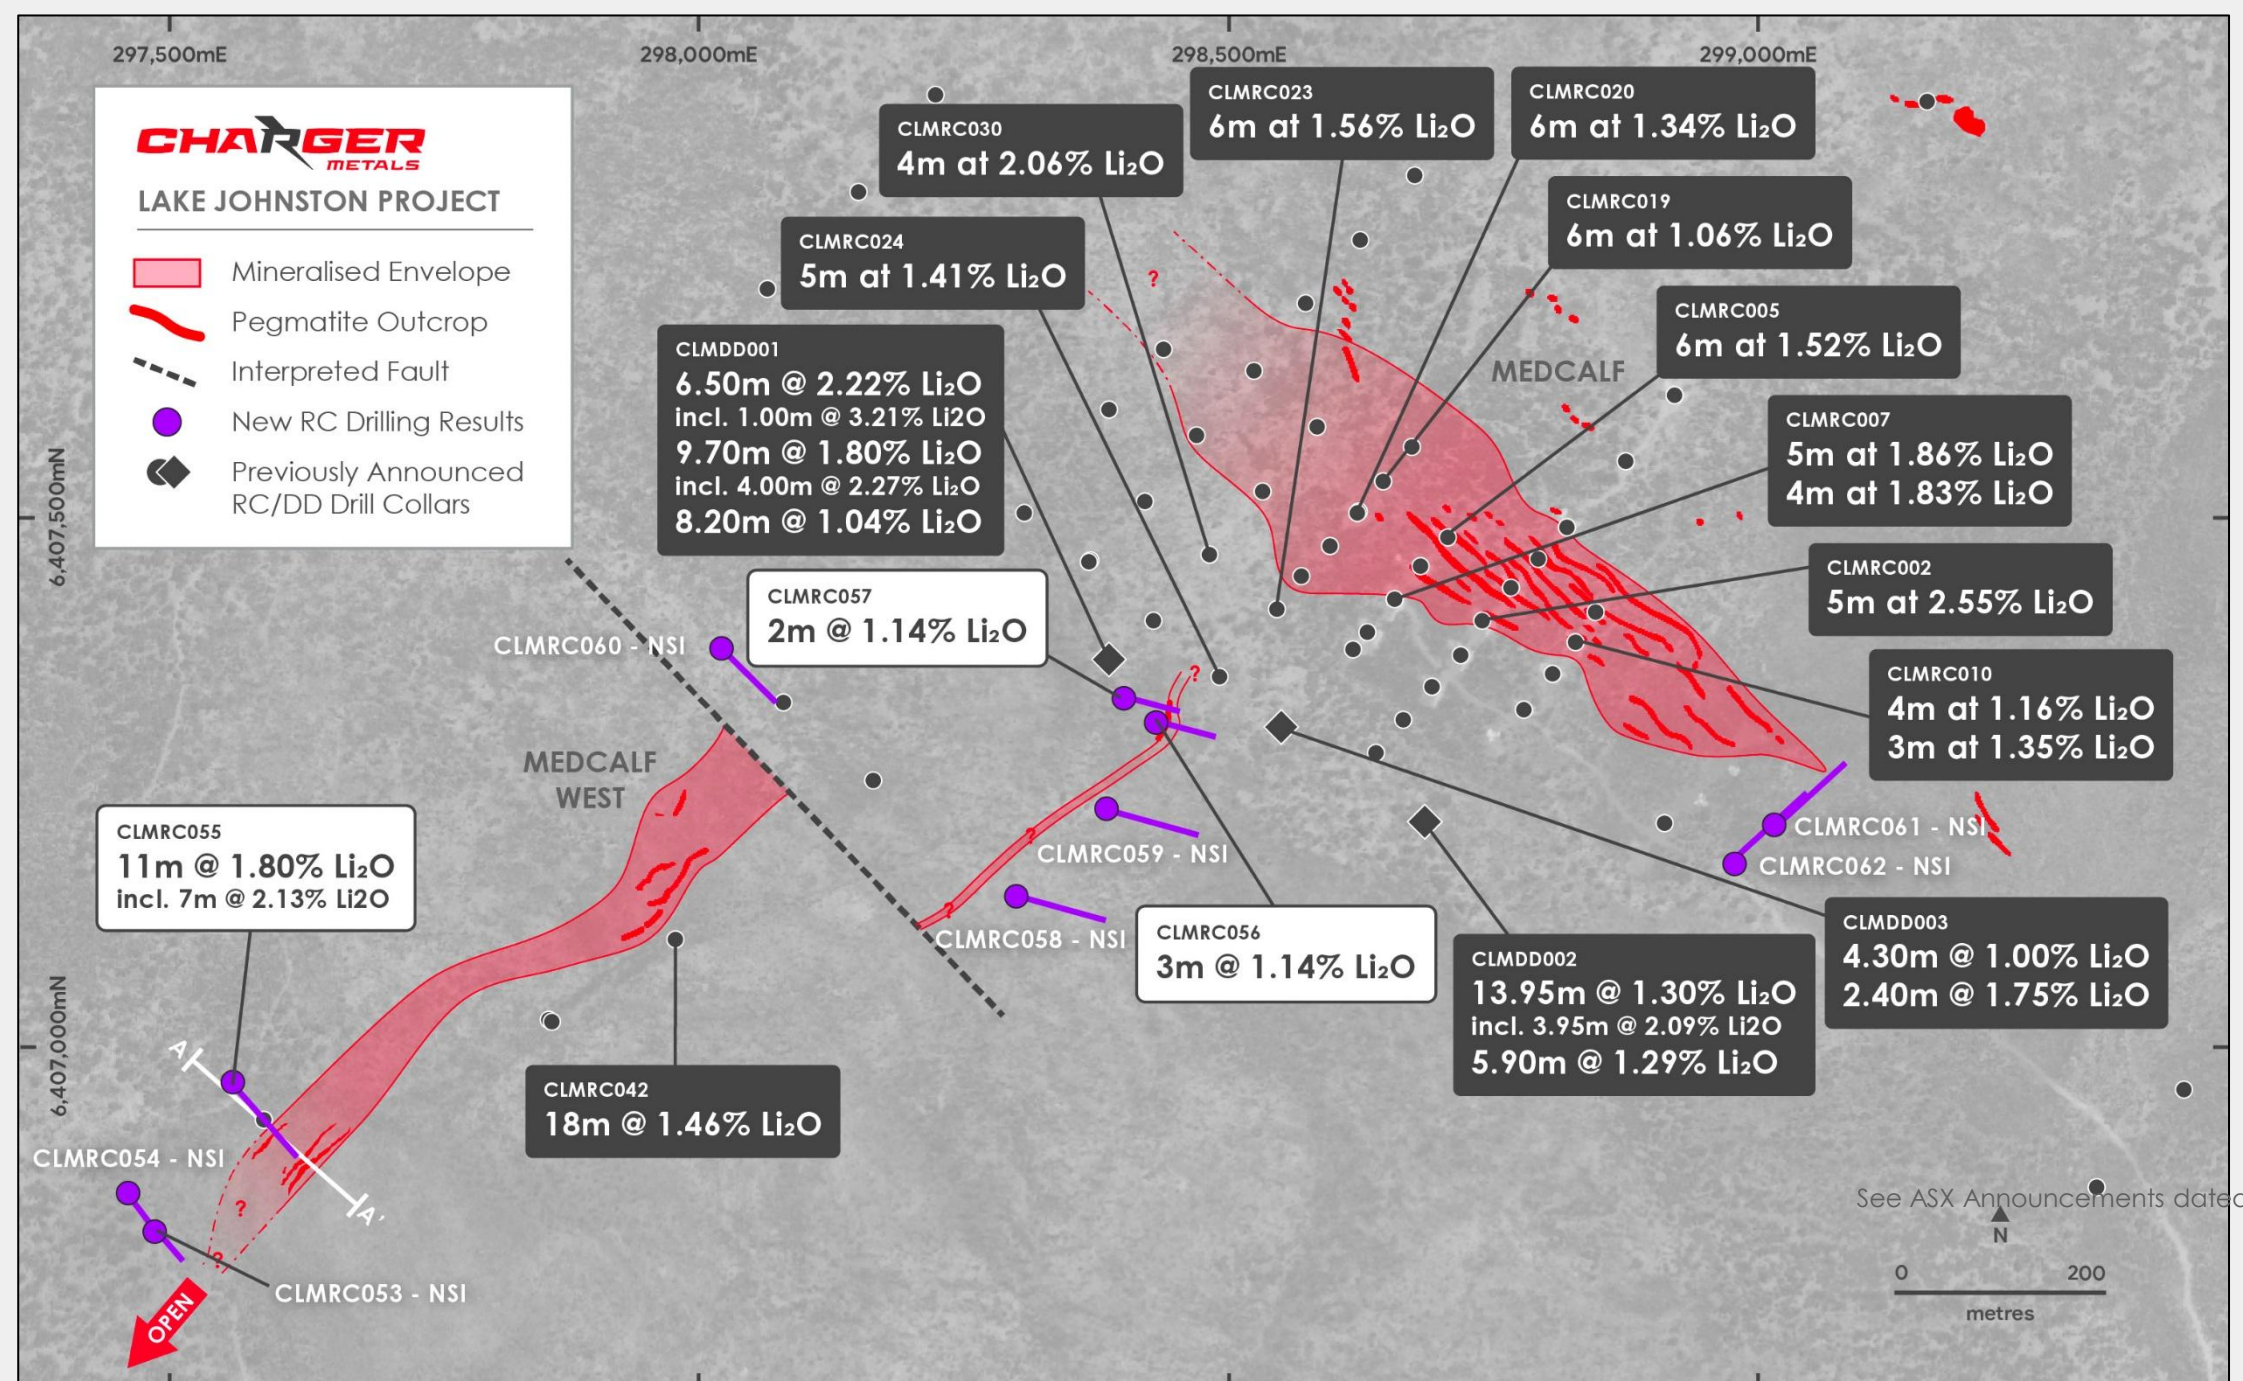 297,500mE
298,000mE
298,500mE
299,000mE
6,407,500mN
6,407,000mN
CHARGER
METALS
LAKE JOHNSTON PROJECT
Mineralised Envelope
Pegmatite Outcrop
Interpreted Fault
New RC Drilling Results
Previously Announced
RC/DD Drill Collars
CLMRC030
4m at 2.06% Li₂O
CLMRC023
6m at 1.56% Li₂O
CLMRC020
6m at 1.34% Li₂O
CLMRC019
6m at 1.06% Li₂O
CLMRC024
5m at 1.41% Li₂O
?
CLMRC005
6m at 1.52% Li₂O
MEDCALF
CLMDD001
6.50m @ 2.22% Li₂O
incl. 1.00m @ 3.21% Li2O
9.70m @ 1.80% Li₂O
incl. 4.00m @ 2.27% Li₂O
8.20m @ 1.04% Li₂O
CLMRC007
5m at 1.86% Li₂O
4m at 1.83% Li₂O
CLMRC002
5m at 2.55% Li₂O
CLMRC057
2m @ 1.14% Li₂O
CLMRC060 - NSI
?
CLMRC010
4m at 1.16% Li₂O
3m at 1.35% Li₂O
MEDCALF
WEST
CLMRC055
11m @ 1.80% Li₂O
incl. 7m @ 2.13% Li2O
?
CLMRC059 - NSI
CLMRC061 - NSI
CLMRC062 - NSI
?
CLMRC058 - NSI
CLMRC056
3m @ 1.14% Li₂O
CLMDD002
13.95m @ 1.30% Li₂O
incl. 3.95m @ 2.09% Li2O
5.90m @ 1.29% Li₂O
CLMDD003
4.30m @ 1.00% Li₂O
2.40m @ 1.75% Li₂O
A
CLMRC042
18m @ 1.46% Li₂O
CLMRC054 - NSI
?
A'
?
CLMRC053 - NSI
OPEN
See ASX Announcements dated
N
0 200
metres